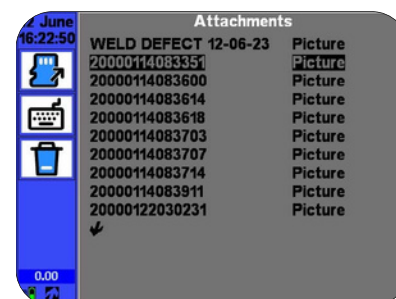 June
16:22:50
Attachments
WELD DEFECT 12-06-23 Picture
20000114083351 Picture
20000114083600 Picture
20000114083614 Picture
20000114083618 Picture
20000114083703 Picture
20000114083707 Picture
20000114083714 Picture
20000114083911 Picture
20000122030231 Picture
0.00